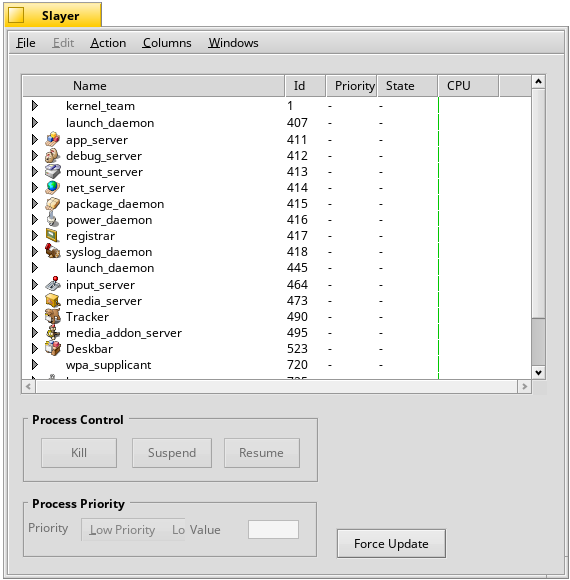 Slayer
File Edit Action Columns Windows
Name Id Priority State CPU
kernel_team 1 - -
launch_daemon 407 - -
app_server 411 - -
debug_server 412 - -
mount_server 413 - -
net_server 414 - -
package_daemon 415 - -
power_daemon 416 - -
registrar 417 - -
syslog_daemon 418 - -
launch_daemon 445 - -
input_server 464 - -
media_server 473 - -
Tracker 490 - -
media_addon_server 495 - -
Deskbar 523 - -
wpa_supplicant 720 - -
Process Control
Kill Suspend Resume
Process Priority
Priority Low Priority Lo Value
Force Update